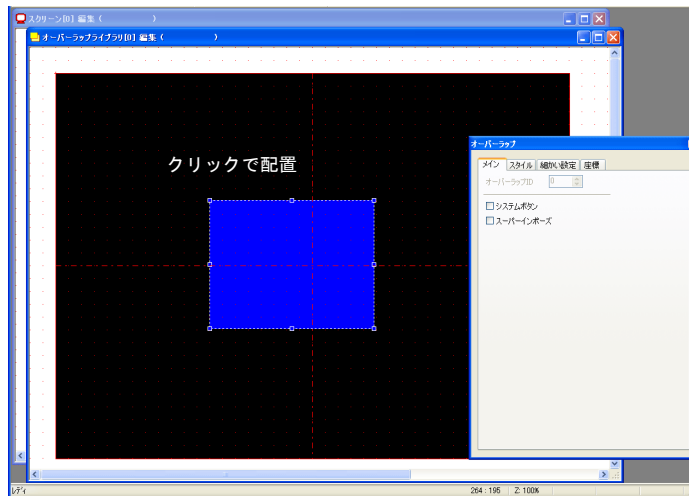 スクリーン[0] 編集 ( )
オーバーラップライブラリ[0] 編集 ( )
クリックで配置
オーバーラップ
メイン スタイル 細かい設定 座標
オーバーラップID 0
システムボタン
スーパーインポーズ
レディ 264 : 195 Z: 100%